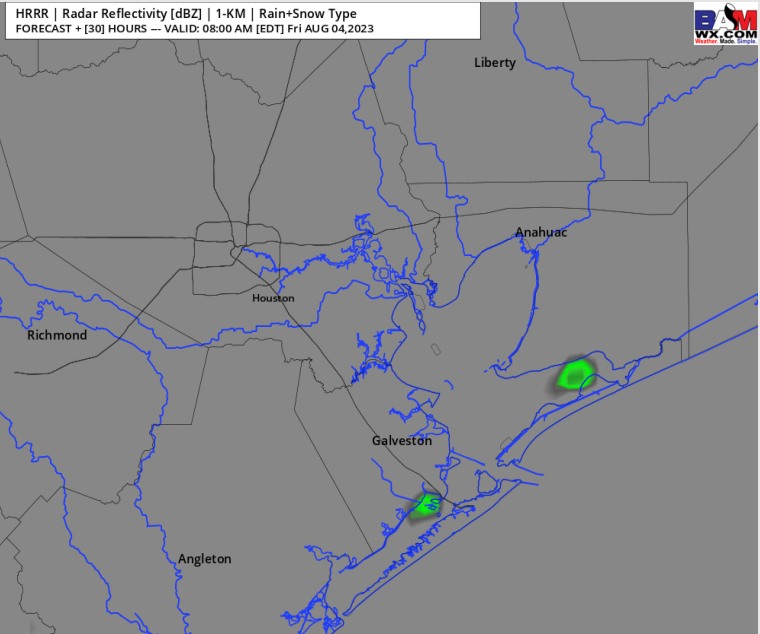 HRRR | Radar Reflectivity [dBZ] | 1-KM | Rain+Snow Type
FORECAST + [30] HOURS --- VALID: 08:00 AM [EDT] Fri AUG 04,2023
BAM
WX.COM
Weather. Made. Simple.
Liberty
Anahuac
Houston
Richmond
Galveston
Angleton